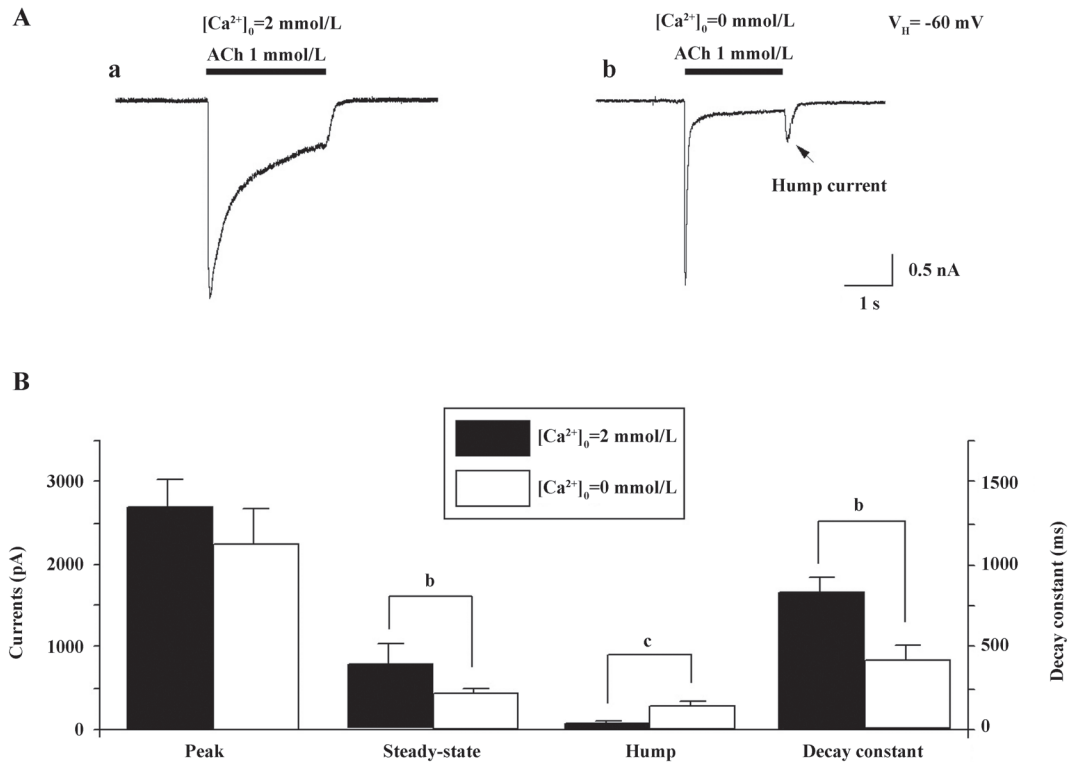 A
[Ca²⁺]₀=2 mmol/L
ACh 1 mmol/L
a
[Ca²⁺]₀=0 mmol/L
ACh 1 mmol/L
b
V_H= -60 mV
Hump current
0.5 nA
1 s
B
[Ca²⁺]₀=2 mmol/L
[Ca²⁺]₀=0 mmol/L
Currents (pA)
3000
2000
1000
0
b
c
b
1500
1000
500
0
Decay constant (ms)
Peak
Steady-state
Hump
Decay constant